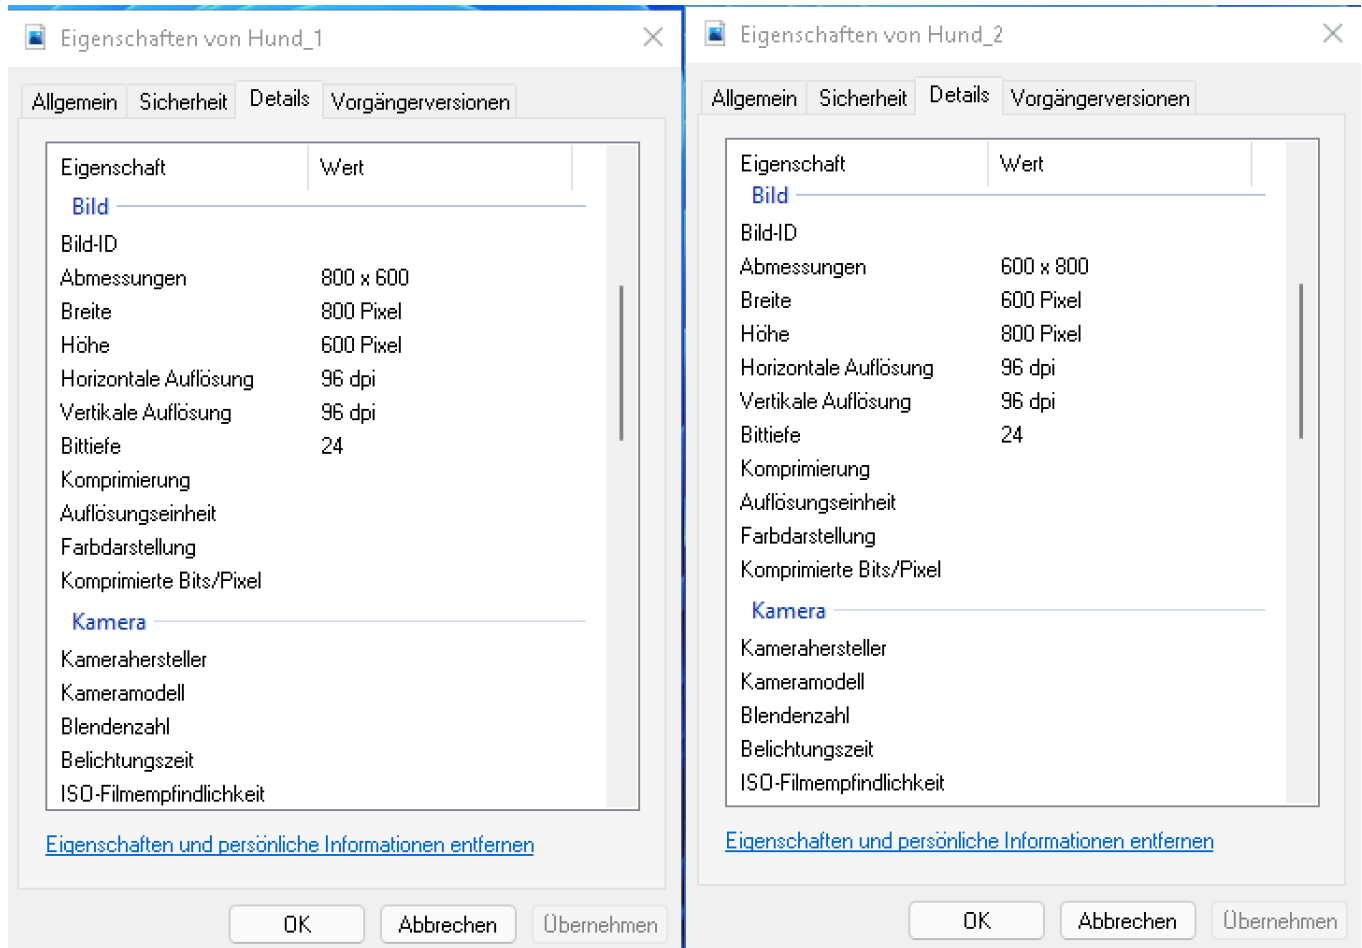 Eigenschaften von Hund_1
Allgemein Sicherheit Details Vorgängerversionen
Eigenschaft Wert
Bild
Bild-ID
Abmessungen 800 x 600
Breite 800 Pixel
Höhe 600 Pixel
Horizontale Auflösung 96 dpi
Vertikale Auflösung 96 dpi
Bittiefe 24
Komprimierung
Auflösungseinheit
Farbdarstellung
Komprimierte Bits/Pixel
Kamera
Kamerahersteller
Kameramodell
Blendenzahl
Belichtungszeit
ISO-Filmempfindlichkeit
Eigenschaften und persönliche Informationen entfernen
OK Abbrechen Übernehmen
Eigenschaften von Hund_2
Allgemein Sicherheit Details Vorgängerversionen
Eigenschaft Wert
Bild
Bild-ID
Abmessungen 600 x 800
Breite 600 Pixel
Höhe 800 Pixel
Horizontale Auflösung 96 dpi
Vertikale Auflösung 96 dpi
Bittiefe 24
Komprimierung
Auflösungseinheit
Farbdarstellung
Komprimierte Bits/Pixel
Kamera
Kamerahersteller
Kameramodell
Blendenzahl
Belichtungszeit
ISO-Filmempfindlichkeit
Eigenschaften und persönliche Informationen entfernen
OK Abbrechen Übernehmen